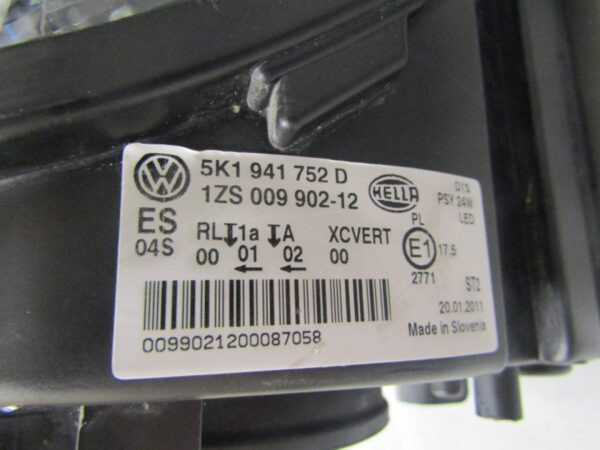 VW 5K1 941 752 D
1ZS 009 902-12 HELLA
D1S
PSY 24W
LED
ES
04S
RL 1a A XCVERT
00 01 02 00
PL
E1 17,5
2771
ST2
20.01.2011
Made in Slovenia
0099021200087058